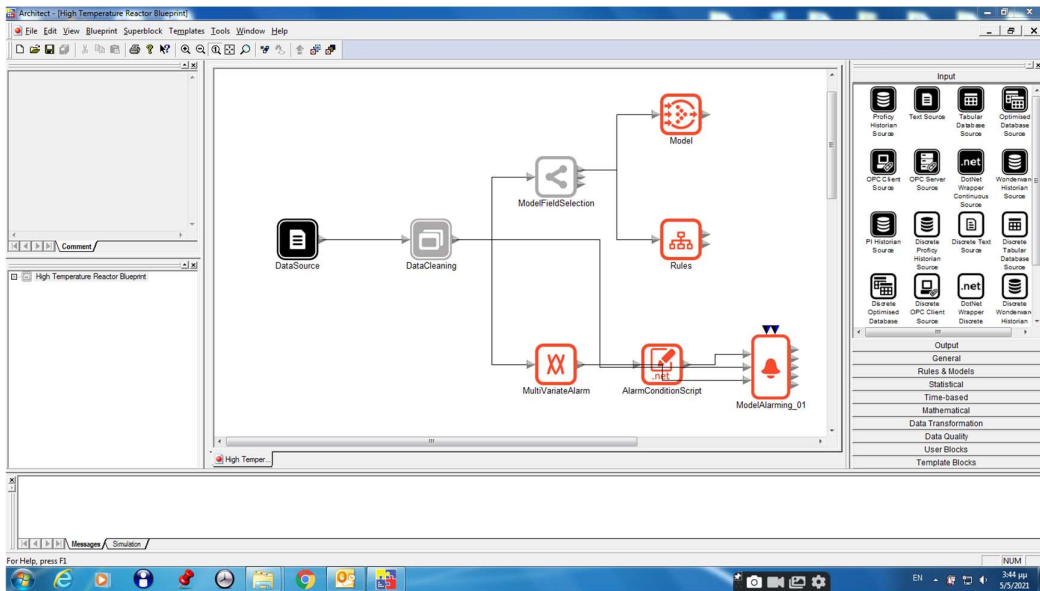 Architect - [High Temperature Reactor Blueprint]
File Edit View Blueprint Superblock Templates Tools Window Help
Comment
High Temperature Reactor Blueprint
DataSource
DataCleaning
ModelFieldSelection
Model
Rules
MultiVariateAlarm
.net
AlarmConditionScript
ModelAlarming_01
High Temper...
Input
Proficy Historian Source
Text Source
Tabular Database Source
Optimised Database Source
OPC Client Source
OPC Server Source
.net
DotNet Wrapper Continuous Source
Wonderwan Historian Source
PI Historian Source
Discrete Proficy Historian Source
Discrete Text Source
Discrete Tabular Database Source
Discrete Optimised Database
Discrete OPC Client Source
.net
DotNet Wrapper Discrete
Discrete Wonderwan Historian
Output
General
Rules & Models
Statistical
Time-based
Mathematical
Data Transformation
Data Quality
User Blocks
Template Blocks
Messages
Simulation
For Help, press F1
NUM
EN
3:44 μμ
5/5/2021